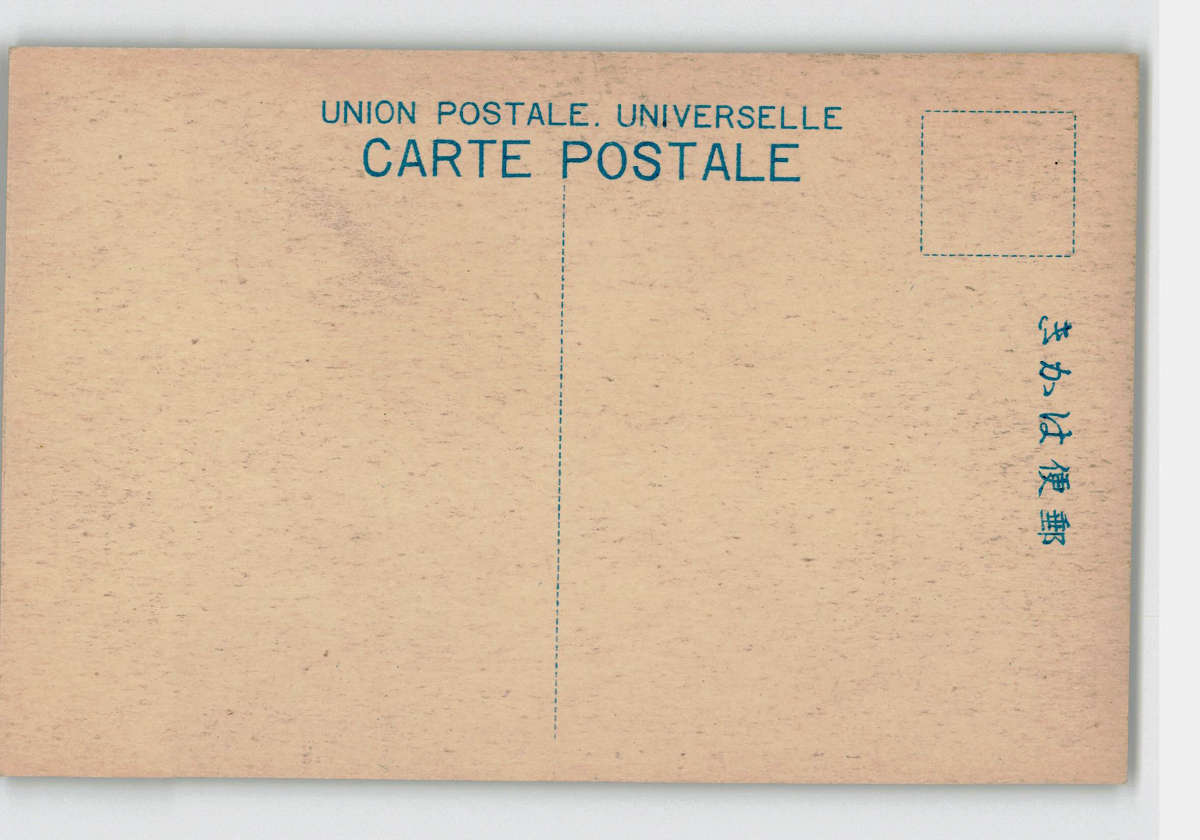 UNION POSTALE. UNIVERSELLE
CARTE POSTALE
きかは便郵